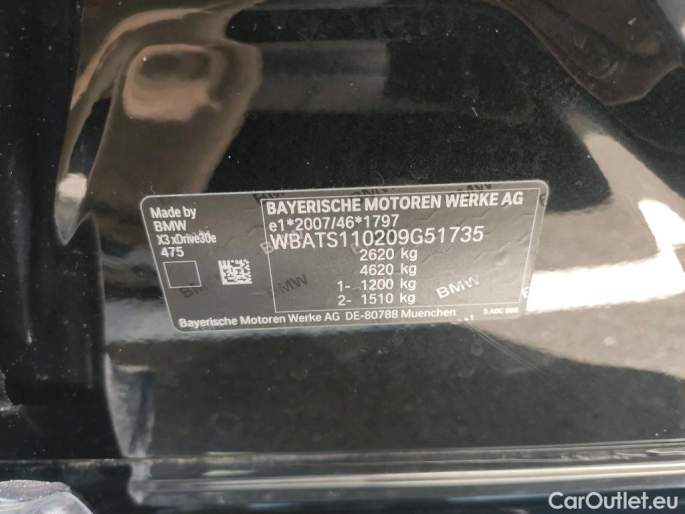 Made by
BMW
X3 xDrive30e
475
BAYERISCHE MOTOREN WERKE AG
e1*2007/46*1797
WBATS110209G51735
2620 kg
4620 kg
1- 1200 kg
2- 1510 kg
BMW
BMW
Bayerische Motoren Werke AG DE-80788 Muenchen
CarOutlet.eu